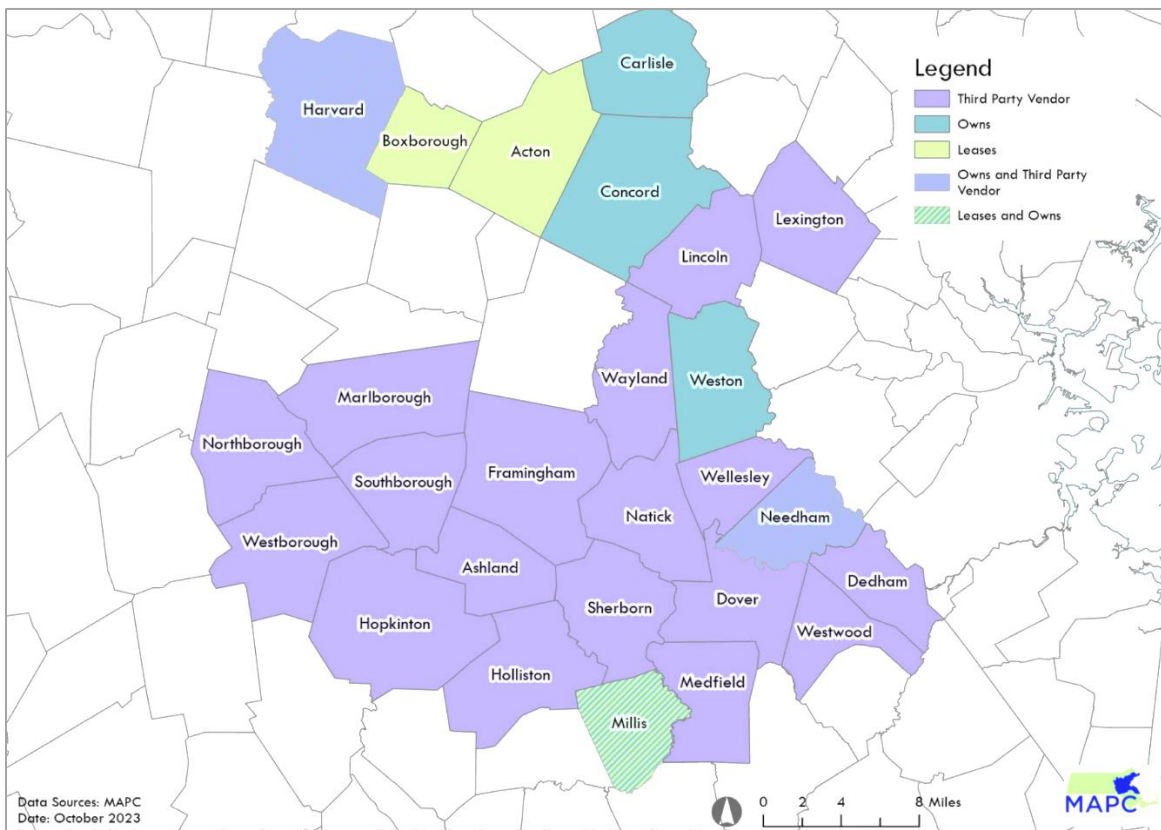 Carlisle
Legend
Third Party Vendor
Owns
Leases
Owns and Third Party
Vendor
Leases and Owns
Harvard
Boxborough
Acton
Concord
Lexington
Lincoln
Wayland
Weston
Marlborough
Northborough
Southborough
Framingham
Wellesley
Natick
Needham
Westborough
Ashland
Dedham
Sherborn
Dover
Hopkinton
Westwood
Holliston
Medfield
Millis
Data Sources: MAPC
Date: October 2023
0 2 4 8 Miles
MAPC